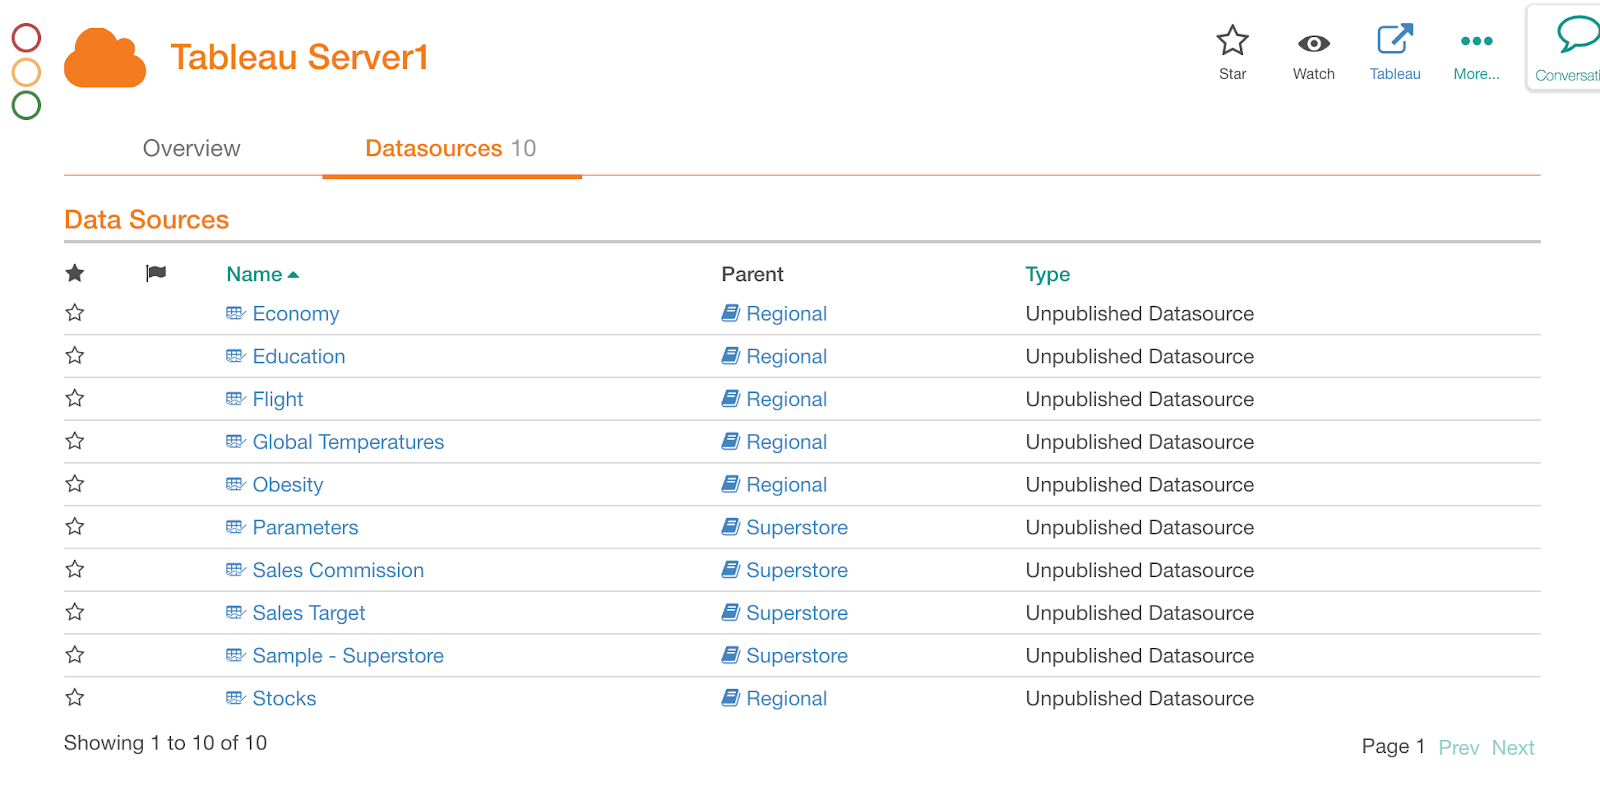 Tableau Server1
Star Watch Tableau More... Conversati
Overview Datasources 10
Data Sources
Name Parent Type
Economy Regional Unpublished Datasource
Education Regional Unpublished Datasource
Flight Regional Unpublished Datasource
Global Temperatures Regional Unpublished Datasource
Obesity Regional Unpublished Datasource
Parameters Superstore Unpublished Datasource
Sales Commission Superstore Unpublished Datasource
Sales Target Superstore Unpublished Datasource
Sample - Superstore Superstore Unpublished Datasource
Stocks Regional Unpublished Datasource
Showing 1 to 10 of 10
Page 1 Prev Next